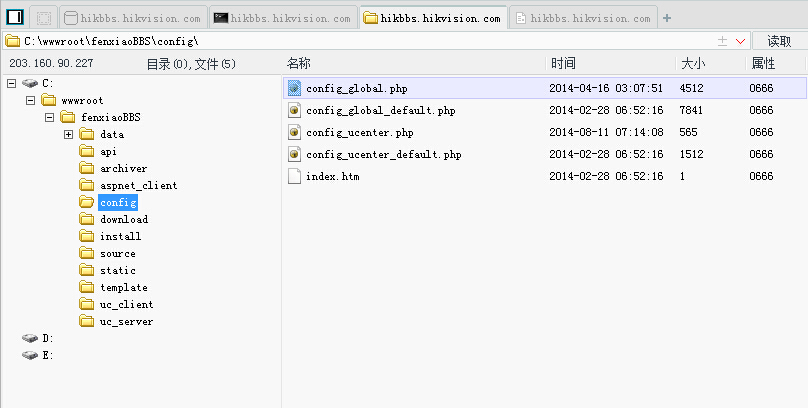 hikbbs.hikvision.com hikbbs.hikvision.com hikbbs.hikvision.com hikbbs.hikvision.com
C:\wwwroot\fenxiaoBBS\config\ 读取
203.160.90.227 目录(0),文件(5) 名称 时间 大小 属性
C:
wwwroot
fenxiaoBBS
data
api
archiver
aspnet_client
config
download
install
source
static
template
uc_client
uc_server
D:
E:
config_global.php 2014-04-16 03:07:51 4512 0666
config_global_default.php 2014-02-28 06:52:16 7841 0666
config_ucenter.php 2014-08-11 07:14:08 565 0666
config_ucenter_default.php 2014-02-28 06:52:16 1512 0666
index.htm 2014-02-28 06:52:16 1 0666